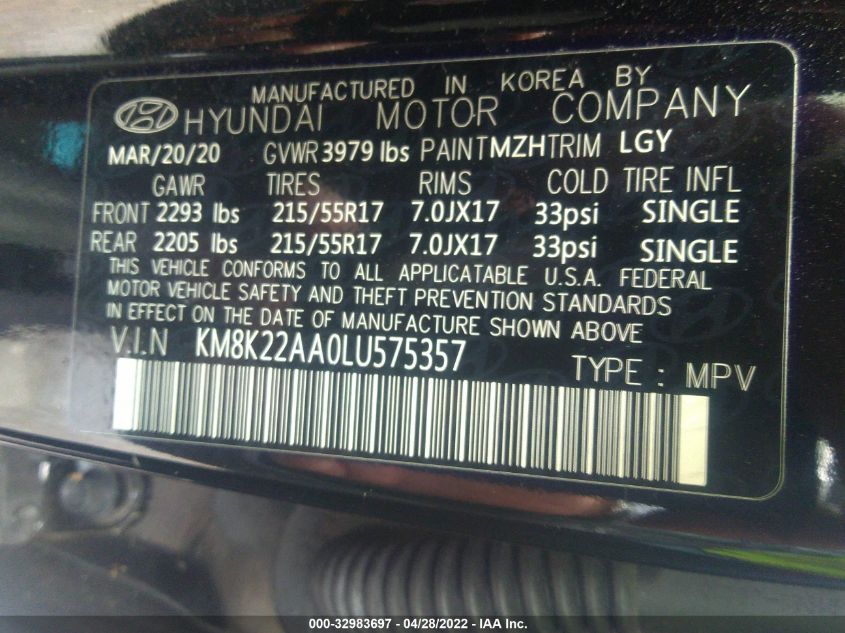 MANUFACTURED IN KOREA BY
HYUNDAI MOTOR COMPANY
MAR/20/20 GVWR 3979 lbs PAINT MZH TRIM LGY
GAWR TIRES RIMS COLD TIRE INFL
FRONT 2293 lbs 215/55R17 7.0JX17 33psi SINGLE
REAR 2205 lbs 215/55R17 7.0JX17 33psi SINGLE
THIS VEHICLE CONFORMS TO ALL APPLICATABLE U.S.A. FEDERAL
MOTOR VEHICLE SAFETY AND THEFT PREVENTION STANDARDS
IN EFFECT ON THE DATE OF MANUFACTURE SHOWN ABOVE
V.I.N KM8K22AA0LU575357
TYPE : MPV
000-32983697 / 04/28/2022 - IAA Inc.